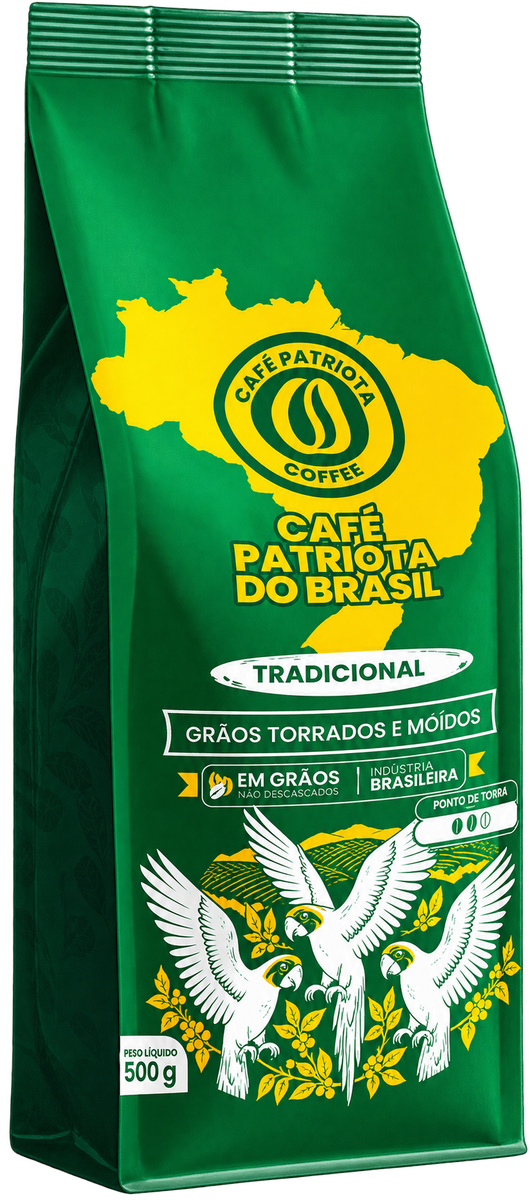 CAFÉ PATRIOTA
COFFEE
CAFÉ
PATRIOTA
DO BRASIL
TRADICIONAL
GRÃOS TORRADOS E MÓÍDOS
EM GRÃOS
NÃO DESCASCADOS
INDÚSTRIA
BRASILEIRA
PONTO DE TORRA
PESO LÍQUIDO
500 g